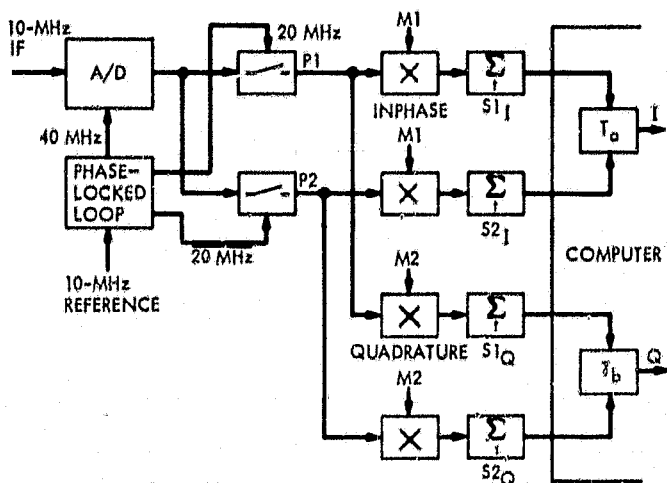 10-MHz
IF
A/D
40 MHz
PHASE-
LOCKED
LOOP
10-MHz
REFERENCE
20 MHz
P1
P2
20 MHz
M1
×
INPHASE
Σ
↑
S1I
M1
×
Σ
↑
S2I
M2
×
QUADRATURE
Σ
↑
S1Q
M2
×
Σ
↑
S2Q
Ta
I
COMPUTER
Tb
Q